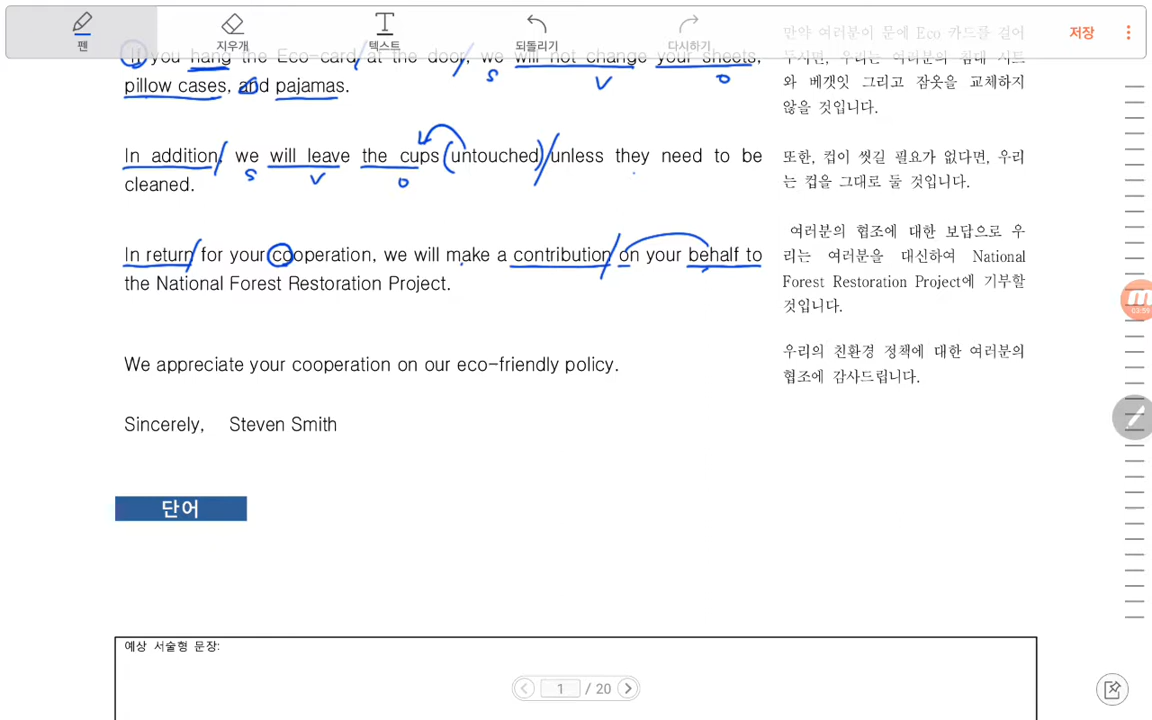 펜
지우개
텍스트
되돌리기
다시하기
저장
If you hang the Eco-card at the door, we will not change your sheets,
pillow cases, and pajamas.
만약 여러분이 문에 Eco 카드를 걸어
두시면, 우리는 여러분의 침대 시트
와 베갯잇 그리고 잠옷을 교체하지
않을 것입니다.
S V O
In addition, we will leave the cups (untouched) unless they need to be
S V O
cleaned.
또한, 컵이 씻길 필요가 없다면, 우리
는 컵을 그대로 둘 것입니다.
In return for your cooperation, we will make a contribution on your behalf to
the National Forest Restoration Project.
여러분의 협조에 대한 보답으로 우
리는 여러분을 대신하여 National
Forest Restoration Project에 기부할
것입니다.
03:56
We appreciate your cooperation on our eco-friendly policy.
우리의 친환경 정책에 대한 여러분의
협조에 감사드립니다.
Sincerely, Steven Smith
단어
예상 서술형 문장:
1 / 20